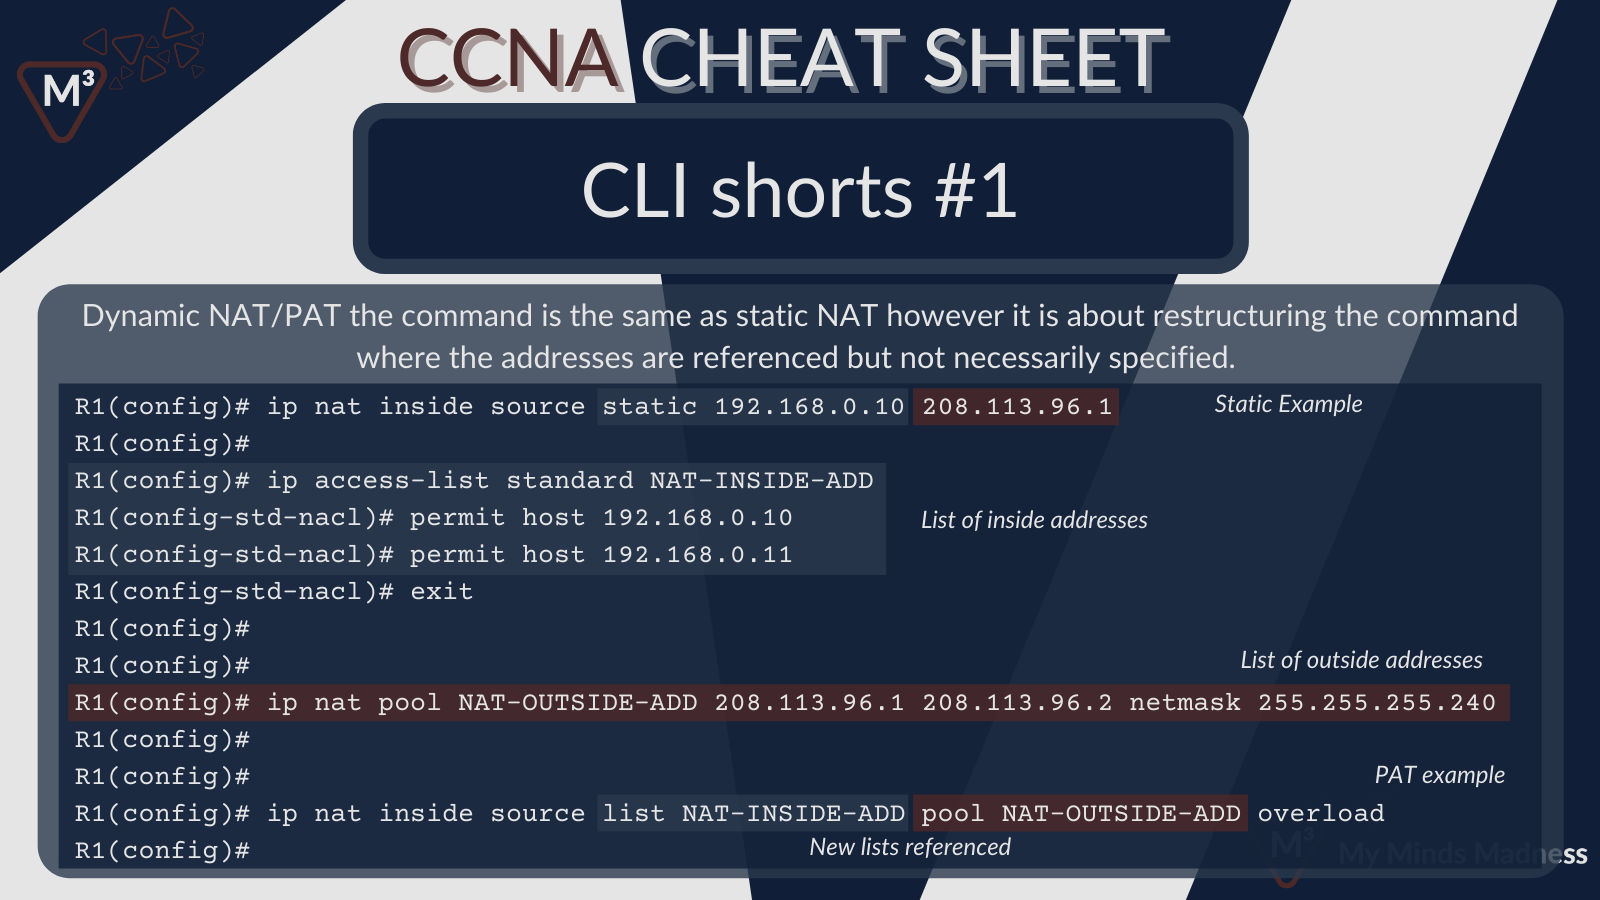 M³
CCNA CHEAT SHEET
CLI shorts #1
Dynamic NAT/PAT the command is the same as static NAT however it is about restructuring the command
where the addresses are referenced but not necessarily specified.
R1(config)# ip nat inside source static 192.168.0.10 208.113.96.1 Static Example
R1(config)#
R1(config)# ip access-list standard NAT-INSIDE-ADD
R1(config-std-nacl)# permit host 192.168.0.10 List of inside addresses
R1(config-std-nacl)# permit host 192.168.0.11
R1(config-std-nacl)# exit
R1(config)#
R1(config)# List of outside addresses
R1(config)# ip nat pool NAT-OUTSIDE-ADD 208.113.96.1 208.113.96.2 netmask 255.255.255.240
R1(config)#
R1(config)# PAT example
R1(config)# ip nat inside source list NAT-INSIDE-ADD pool NAT-OUTSIDE-ADD overload
R1(config)# New lists referenced
M³ My Minds Madness